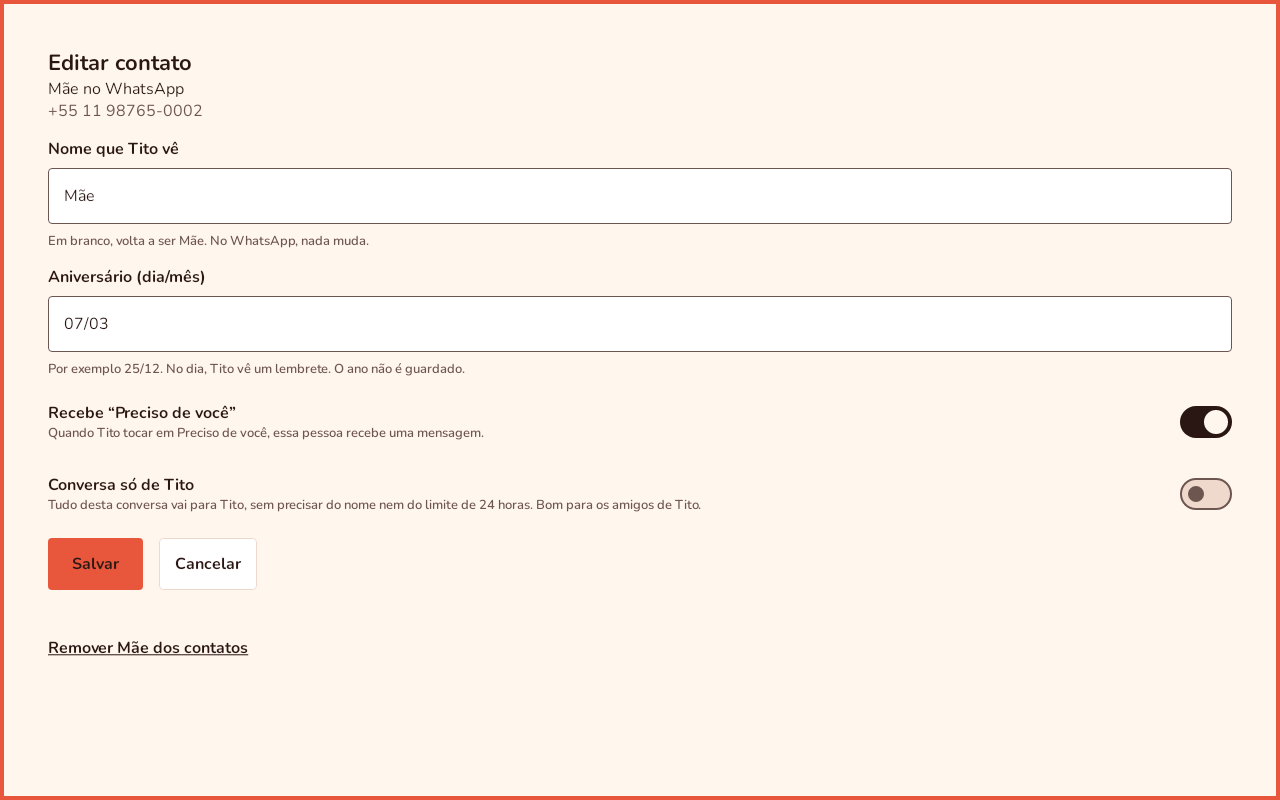 Editar contato
Mãe no WhatsApp
+55 11 98765-0002
Nome que Tito vê
Mãe
Em branco, volta a ser Mãe. No WhatsApp, nada muda.
Aniversário (dia/mês)
07/03
Por exemplo 25/12. No dia, Tito vê um lembrete. O ano não é guardado.
Recebe “Preciso de você”
Quando Tito tocar em Preciso de você, essa pessoa recebe uma mensagem.
Conversa só de Tito
Tudo desta conversa vai para Tito, sem precisar do nome nem do limite de 24 horas. Bom para os amigos de Tito.
Salvar
Cancelar
Remover Mãe dos contatos